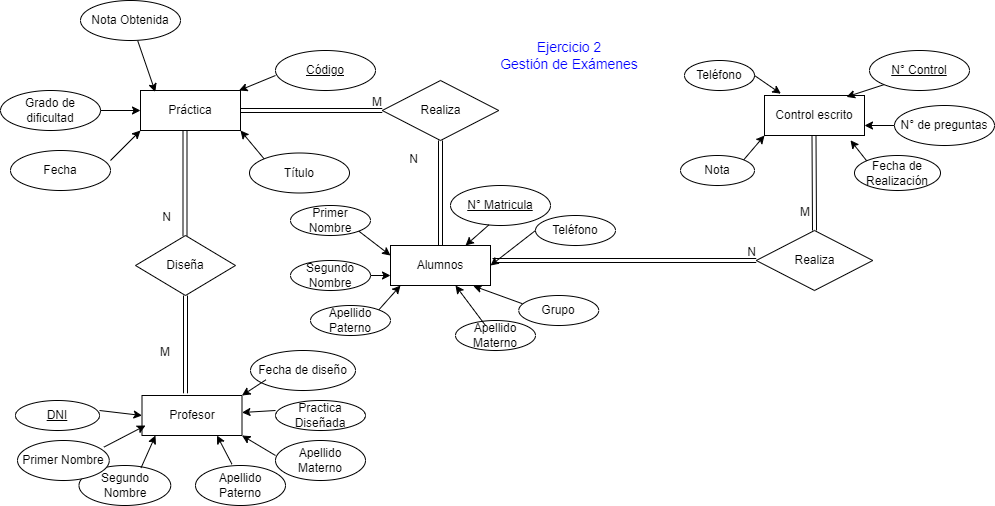 Nota Obtenida
Ejercicio 2
Gestión de Exámenes
Código
Teléfono
N° Control
Grado de
dificultad
Práctica
M
Realiza
Control escrito
N° de preguntas
Fecha
Título
N
Nota
Fecha de
Realización
N° Matricula
Primer
Nombre
Teléfono
N
M
Diseña
Alumnos
N
Realiza
Segundo
Nombre
Apellido
Paterno
Grupo
Apellido
Materno
M
Fecha de diseño
DNI
Profesor
Practica
Diseñada
Primer Nombre
Segundo
Nombre
Apellido
Paterno
Apellido
Materno